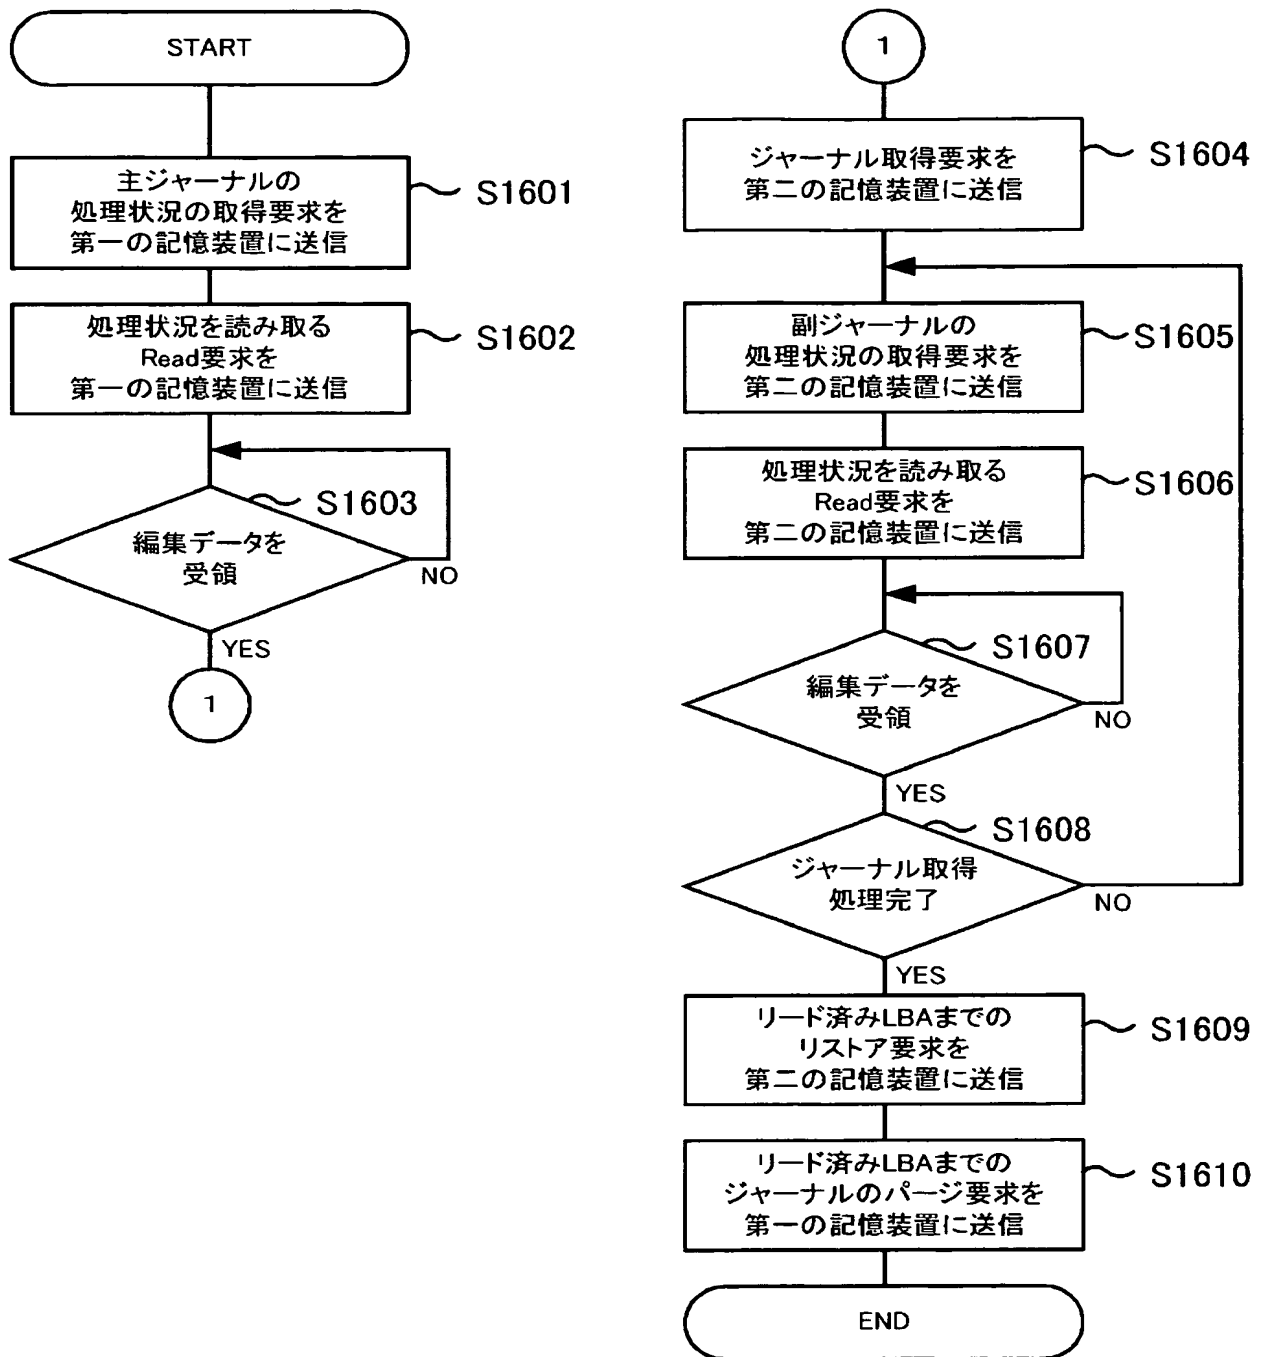 START
主ジャーナルの
処理状況の取得要求を
第一の記憶装置に送信
S1601
処理状況を読み取る
Read要求を
第一の記憶装置に送信
S1602
S1603
編集データを
受領
NO
YES
1
1
ジャーナル取得要求を
第二の記憶装置に送信
S1604
副ジャーナルの
処理状況の取得要求を
第二の記憶装置に送信
S1605
処理状況を読み取る
Read要求を
第二の記憶装置に送信
S1606
S1607
編集データを
受領
NO
YES
S1608
ジャーナル取得
処理完了
NO
YES
リード済みLBAまでの
リストア要求を
第二の記憶装置に送信
S1609
リード済みLBAまでの
ジャーナルのパージ要求を
第一の記憶装置に送信
S1610
END